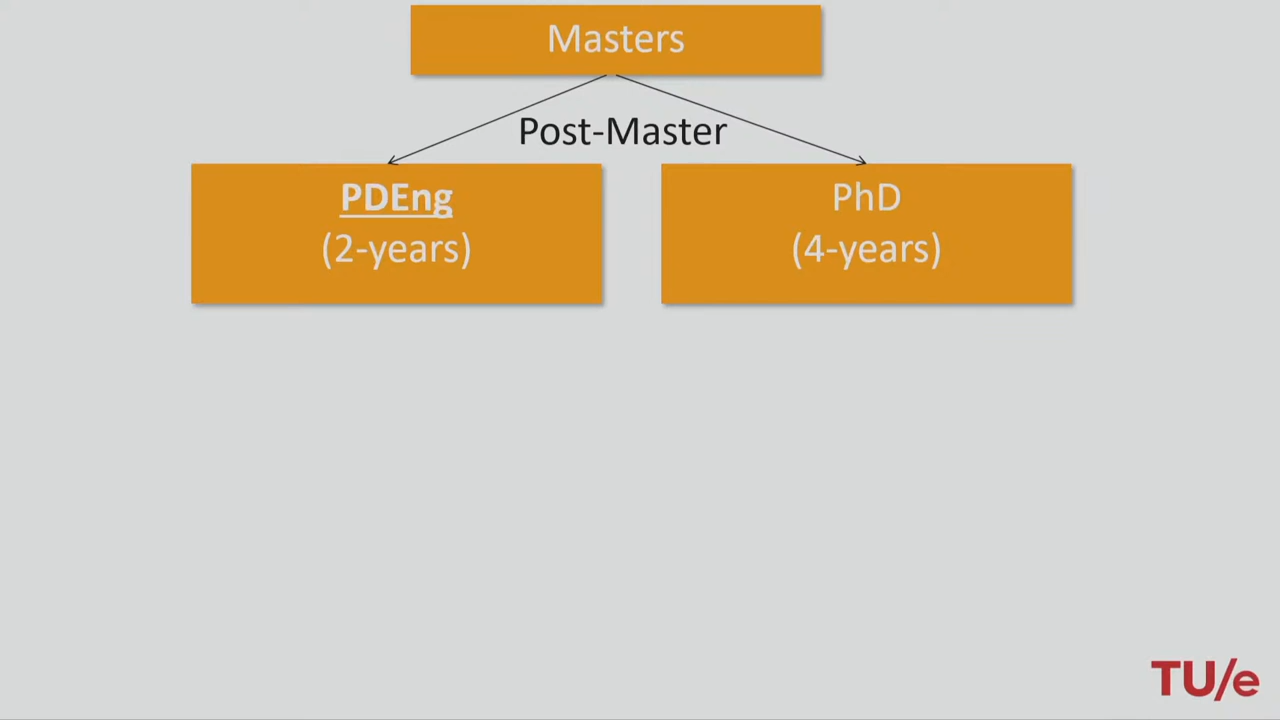 Masters
Post-Master
PDEng
(2-years)
PhD
(4-years)
TU/e